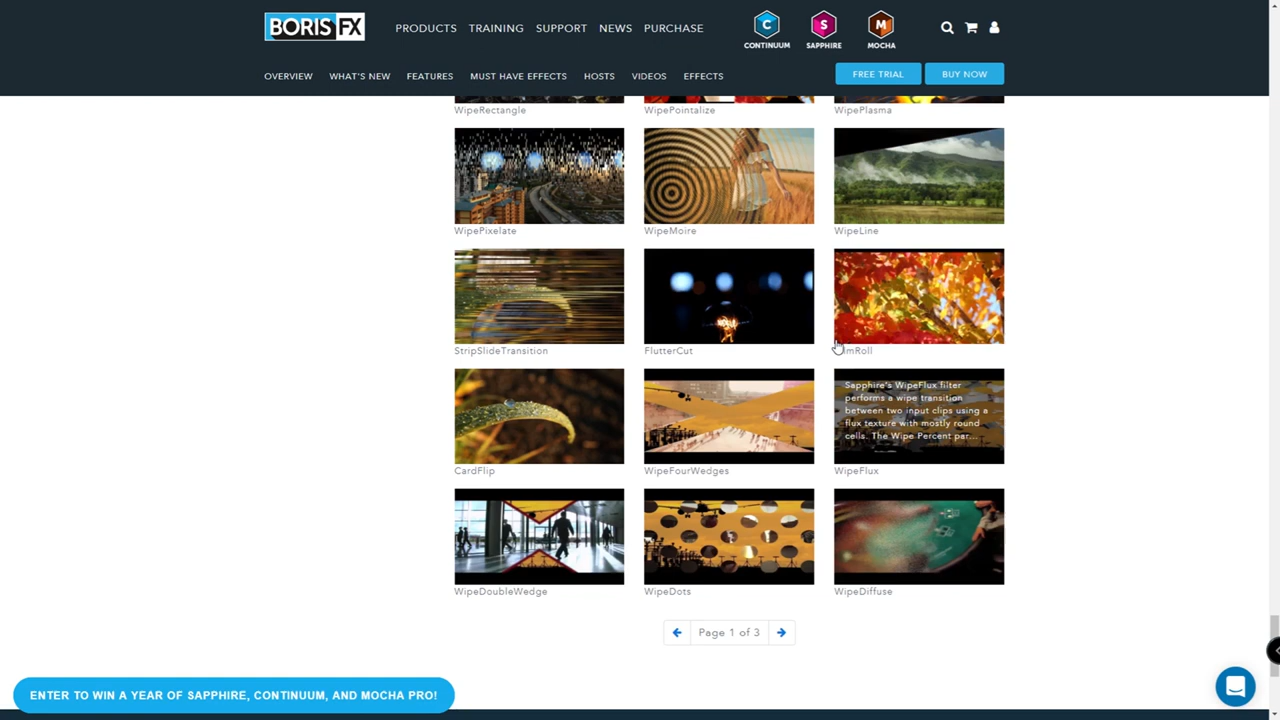 BORIS FX
PRODUCTS TRAINING SUPPORT NEWS PURCHASE
C
CONTINUUM
S
SAPPHIRE
M
MOCHA
OVERVIEW WHAT'S NEW FEATURES MUST HAVE EFFECTS HOSTS VIDEOS EFFECTS
FREE TRIAL
BUY NOW
WipeRectangle
WipePointalize
WipePlasma
WipePixelate
WipeMoire
WipeLine
StripSlideTransition
FlutterCut
Sapphire's WipeFlux filter
performs a wipe transition
between two input clips using a
flux texture with mostly round
cells. The Wipe Percent par...
CardFlip
WipeFourWedges
WipeFlux
WipeDoubleWedge
WipeDots
WipeDiffuse
Page 1 of 3
ENTER TO WIN A YEAR OF SAPPHIRE, CONTINUUM, AND MOCHA PRO!